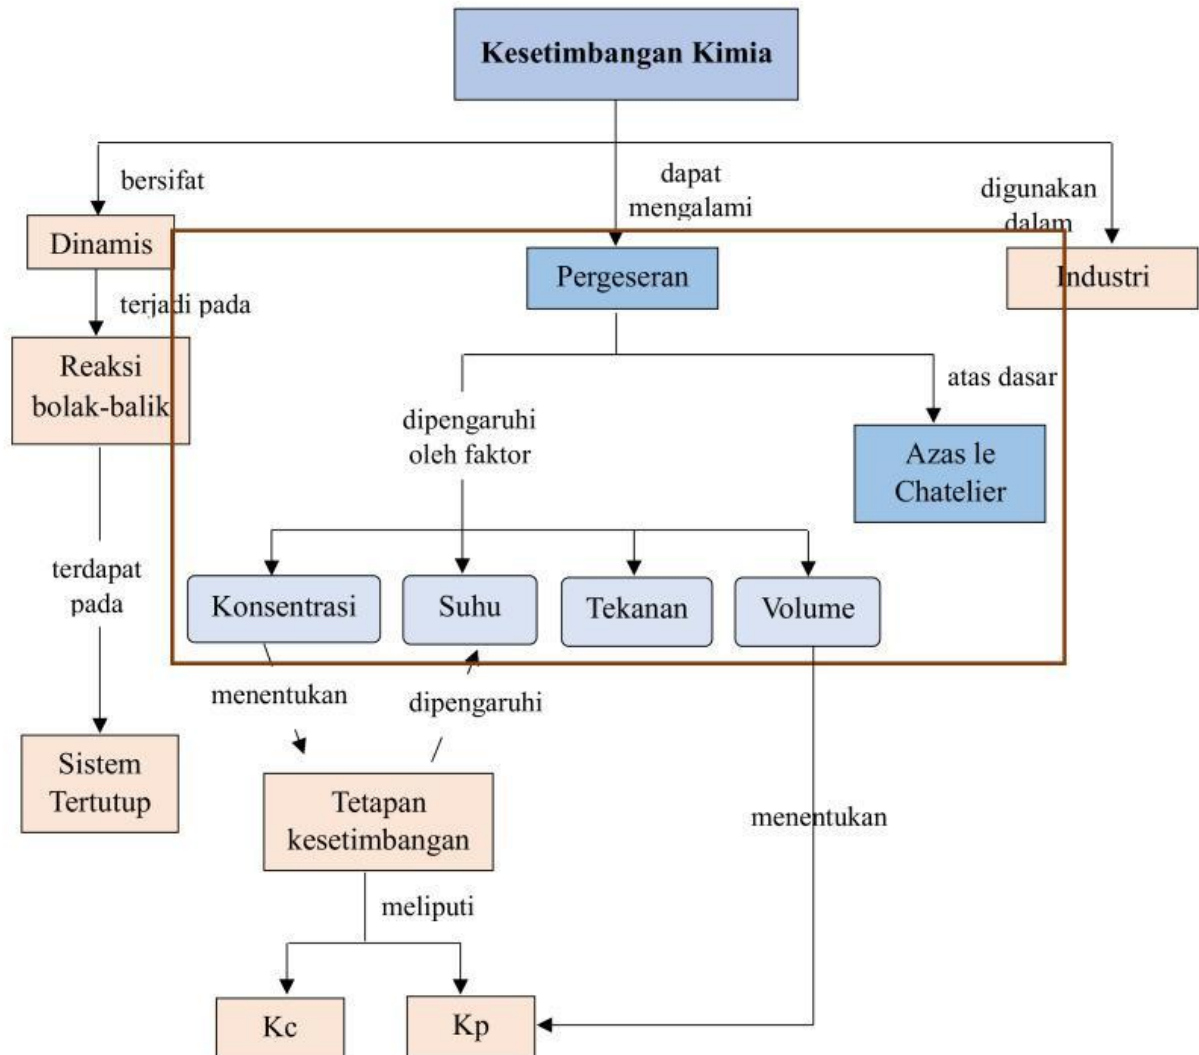 Kesetimbangan Kimia
bersifat
dapat
mengalami
digunakan
dalam
Dinamis
Pergeseran
Industri
terjadi pada
Reaksi
bolak-balik
atas dasar
dipengaruhi
oleh faktor
Azas le
Chatelier
terdapat
pada
Konsentrasi
Suhu
Tekanan
Volume
menentukan
dipengaruhi
Sistem
Tertutup
Tetapan
kesetimbangan
menentukan
meliputi
Kc
Kp